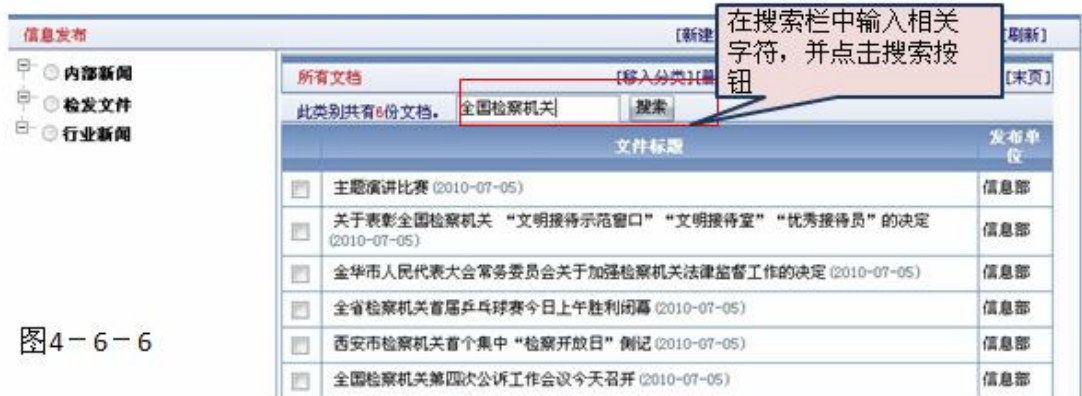 信息发布
[新建
刷新]
在搜索栏中输入相关
字符，并点击搜索按
钮
内部新闻
检发文件
行业新闻
所有文档
[移入分类]
[末页]
此类别共有6份文档。
全国检察机关
搜索
文件标题
发布单
位
主题演讲比赛(2010-07-05)
信息部
关于表彰全国检察机关 “文明接待示范窗口” “文明接待室” “优秀接待员”的决定
(2010-07-05)
信息部
金华市人民代表大会常务委员会关于加强检察机关法律监督工作的决定(2010-07-05)
信息部
全省检察机关首届乒乓球赛今日上午胜利闭幕(2010-07-05)
信息部
西安市检察机关首个集中“检察开放日”侧记(2010-07-05)
信息部
全国检察机关第四次公诉工作会议今天召开(2010-07-05)
信息部
图4－6－6